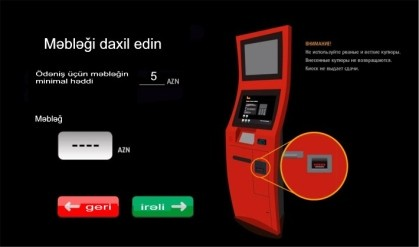 Məbləği daxil edin
Ödəniş üçün məbləğin
minimal həddi
5 AZN
Məbləğ
---- AZN
geri
irəli
ВНИМАНИЕ!
Не используйте рваные и ветхие купюры.
Внесенные купюры не возвращаются.
Киоск не выдает сдачи.